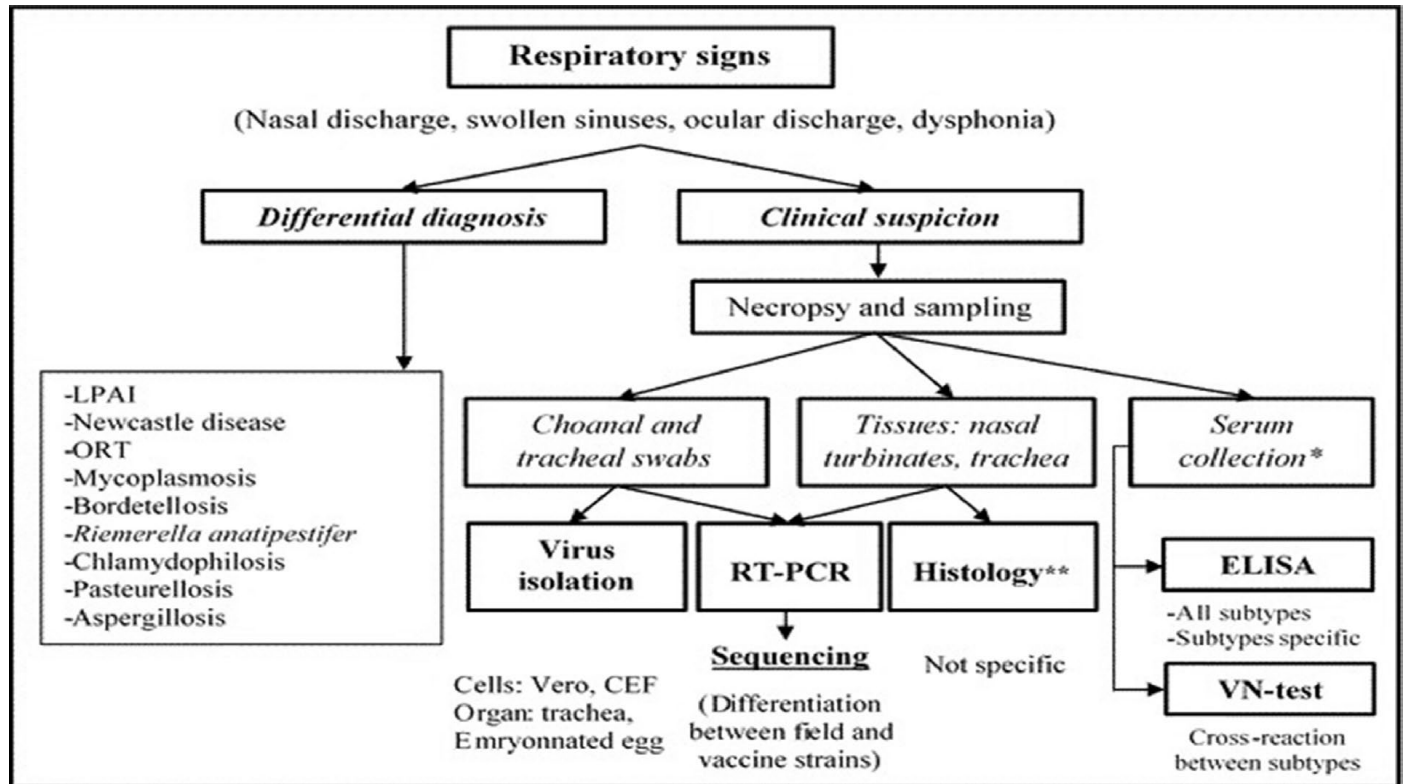 Respiratory signs
(Nasal discharge, swollen sinuses, ocular discharge, dysphonia)
Differential diagnosis
Clinical suspicion
Necropsy and sampling
-LPAI
-Newcastle disease
-ORT
-Mycoplasmosis
-Bordetellosis
-Riemerella anatipestifer
-Chlamydophilosis
-Pasteurellosis
-Aspergillosis
Choanal and
tracheal swabs
Tissues: nasal
turbinates, trachea
Serum
collection*
Virus
isolation
RT-PCR
Histology**
ELISA
-All subtypes
-Subtypes specific
VN-test
Cross-reaction
between subtypes
Cells: Vero, CEF
Organ: trachea,
Emryonnated egg
Sequencing
(Differentiation
between field and
vaccine strains)
Not specific